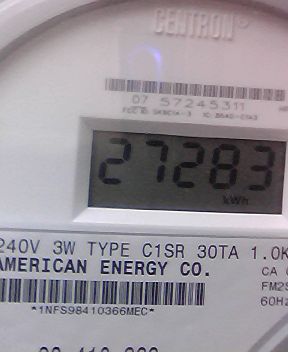 CENTRON®
07 57245311
27283
kWh
240V 3W TYPE C1SR 30TA 1.0K
AMERICAN ENERGY CO.
CA
FM2S
60Hz
*1NFS98410366MEC*